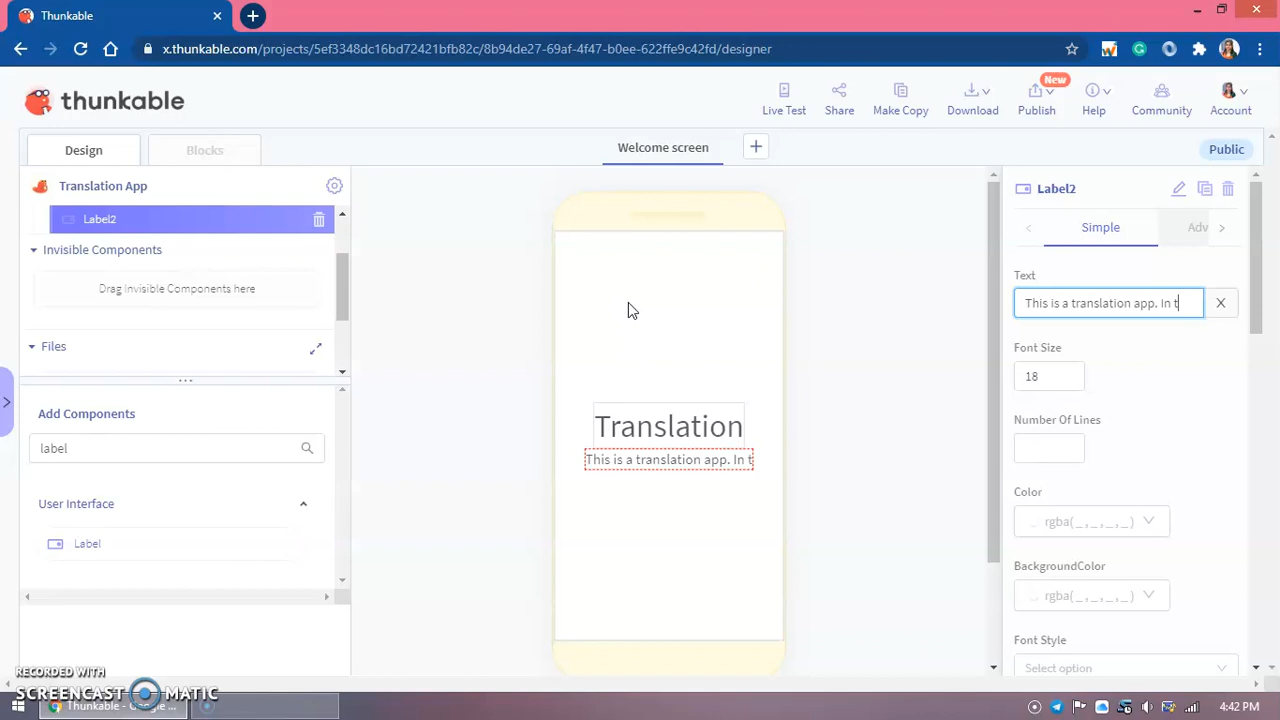 Thunkable
x.thunkable.com/projects/5ef3348dc16bd72421bfb82c/8b94de27-69af-4f47-b0ee-622ffe9c42fd/designer
thunkable
Live Test
Share
Make Copy
Download
New
Publish
Help
Community
Account
Design
Blocks
Welcome screen
Public
Translation App
Label2
Invisible Components
Drag Invisible Components here
Files
Add Components
label
User Interface
Label
Translation
This is a translation app. In t
Label2
Simple
Adv
Text
This is a translation app. In t
X
Font Size
18
Number Of Lines
Color
rgba(_,_,_,_)
BackgroundColor
rgba(_,_,_,_)
Font Style
Select option
RECORDED WITH
SCREENCAST MATIC
Thunkable - Google ...
4:42 PM